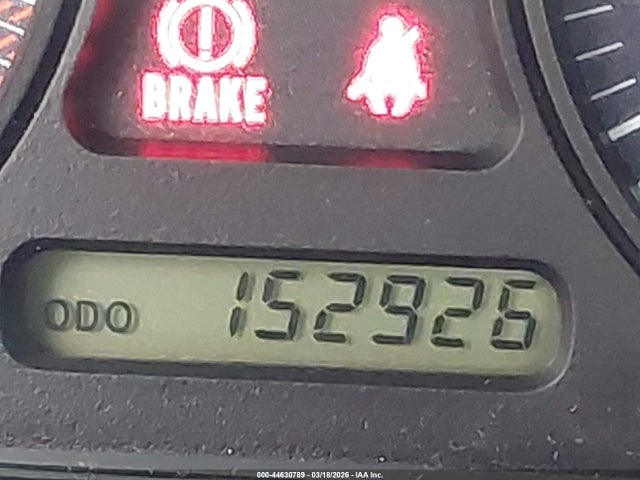 BRAKE
ODO 152926
000-44630789 - 03/18/2026 - IAA Inc.